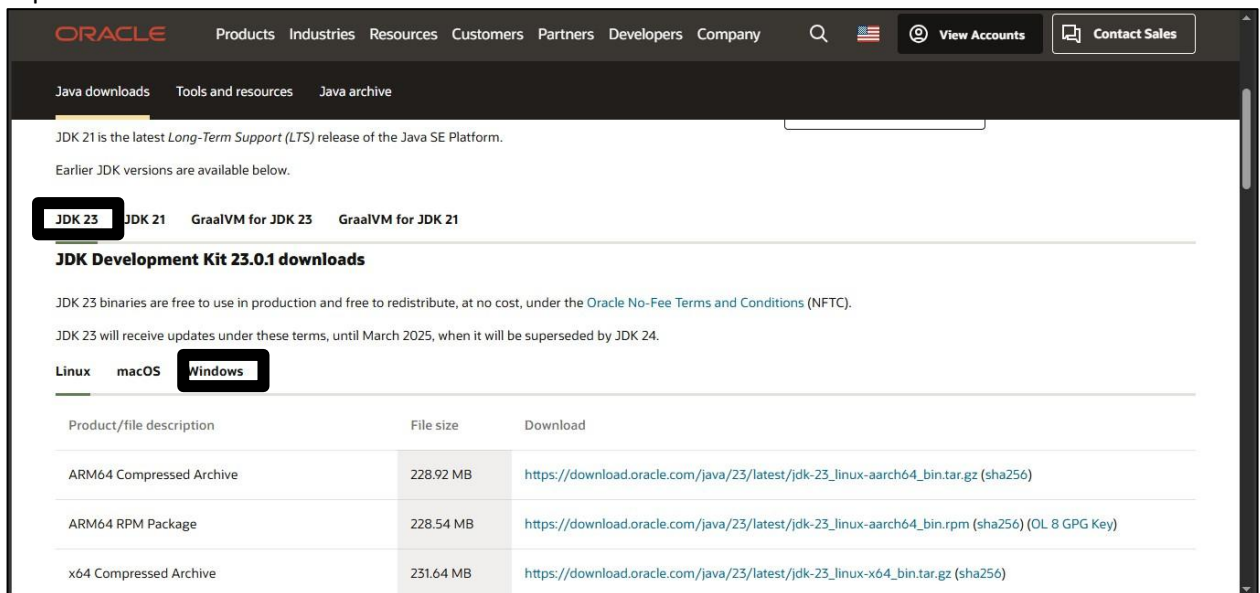 ORACLE Products Industries Resources Customers Partners Developers Company View Accounts Contact Sales
Java downloads Tools and resources Java archive
JDK 21 is the latest Long-Term Support (LTS) release of the Java SE Platform.
Earlier JDK versions are available below.
JDK 23 JDK 21 GraalVM for JDK 23 GraalVM for JDK 21
JDK Development Kit 23.0.1 downloads
JDK 23 binaries are free to use in production and free to redistribute, at no cost, under the Oracle No-Fee Terms and Conditions (NFTC).
JDK 23 will receive updates under these terms, until March 2025, when it will be superseded by JDK 24.
Linux macOS Windows
Product/file description File size Download
ARM64 Compressed Archive 228.92 MB https://download.oracle.com/java/23/latest/jdk-23_linux-aarch64_bin.tar.gz (sha256)
ARM64 RPM Package 228.54 MB https://download.oracle.com/java/23/latest/jdk-23_linux-aarch64_bin.rpm (sha256) (OL 8 GPG Key)
x64 Compressed Archive 231.64 MB https://download.oracle.com/java/23/latest/jdk-23_linux-x64_bin.tar.gz (sha256)